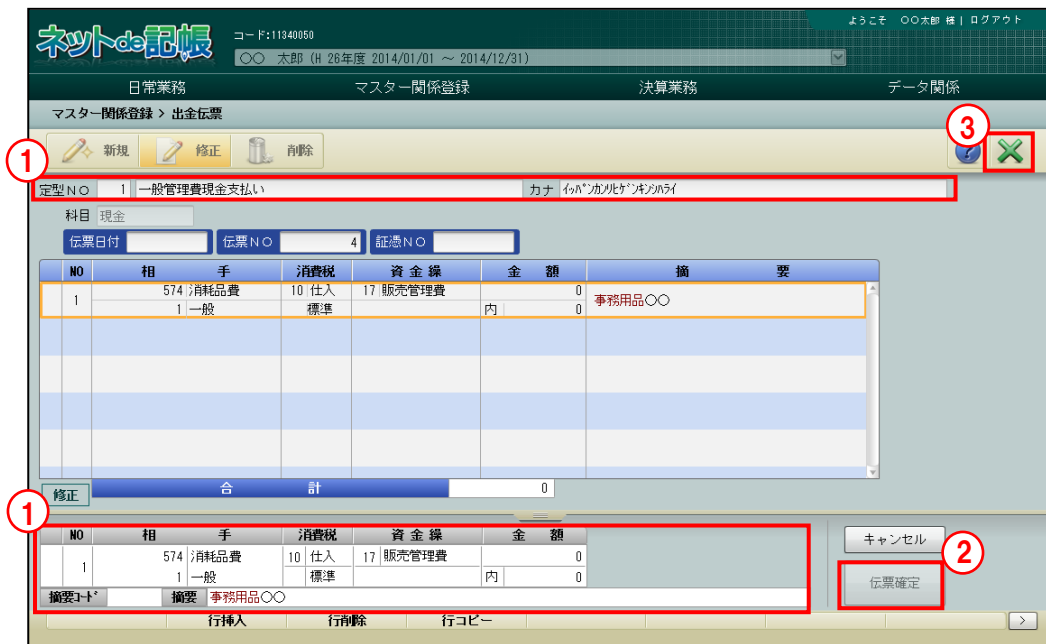 ようこそ 〇〇太郎 様 | ログアウト
ネットde記帳
コード:11340050
〇〇 太郎 (H 26年度 2014/01/01 ～ 2014/12/31)
日常業務 マスター関係登録 決算業務 データ関係
マスター関係登録 > 出金伝票
③
① 新規 修正 削除 ?
定型NO 1 一般管理費現金支払い カナ ｲｯﾊﾟﾝｶﾝﾘﾋｹﾞﾝｷﾝｼﾊﾗｲ
科目 現金
伝票日付 伝票NO 4 証憑NO
NO 相 手 消費税 資金繰 金 額 摘 要
1 574 消耗品費 10 仕入 17 販売管理費 0 事務用品〇〇
1 一般 標準 内 0
修正 合 計 0
①
NO 相 手 消費税 資金繰 金 額
1 574 消耗品費 10 仕入 17 販売管理費 0
1 一般 標準 内 0
摘要ｺｰﾄﾞ 摘要 事務用品〇〇
キャンセル
②
伝票確定
行挿入 行削除 行コピー >